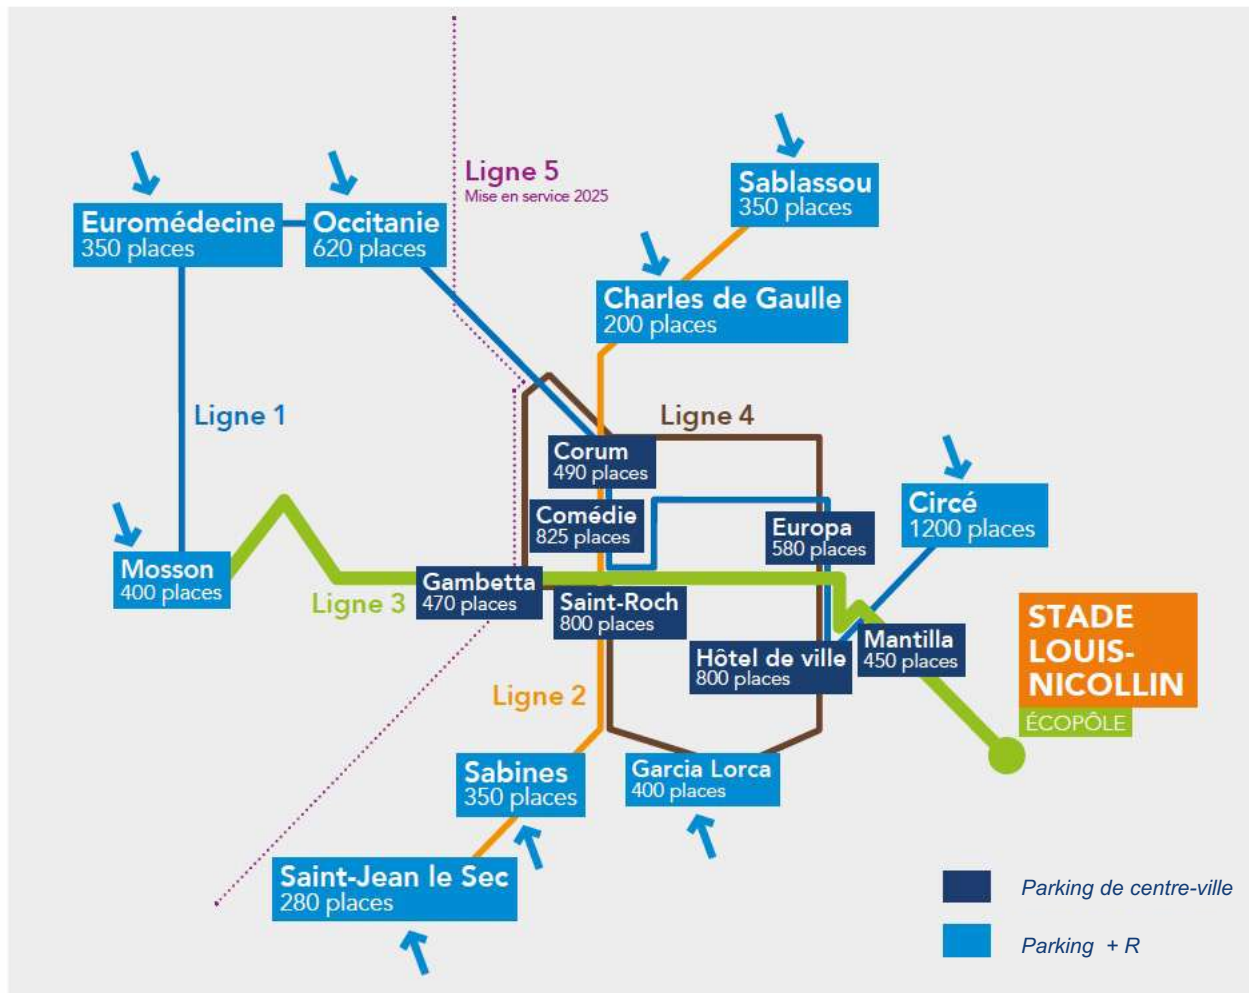 Ligne 5
Mise en service 2025
Sablassou
350 places
Euromédecine
350 places
Occitanie
620 places
Charles de Gaulle
200 places
Ligne 1
Ligne 4
Corum
490 places
Comédie
825 places
Europa
580 places
Circé
1200 places
Mosson
400 places
Ligne 3
Gambetta
470 places
Saint-Roch
800 places
Hôtel de ville
800 places
Mantilla
450 places
STADE
LOUIS-
NICOLLIN
ÉCOPÔLE
Ligne 2
Sabines
350 places
Garcia Lorca
400 places
Saint-Jean le Sec
280 places
Parking de centre-ville
Parking + R